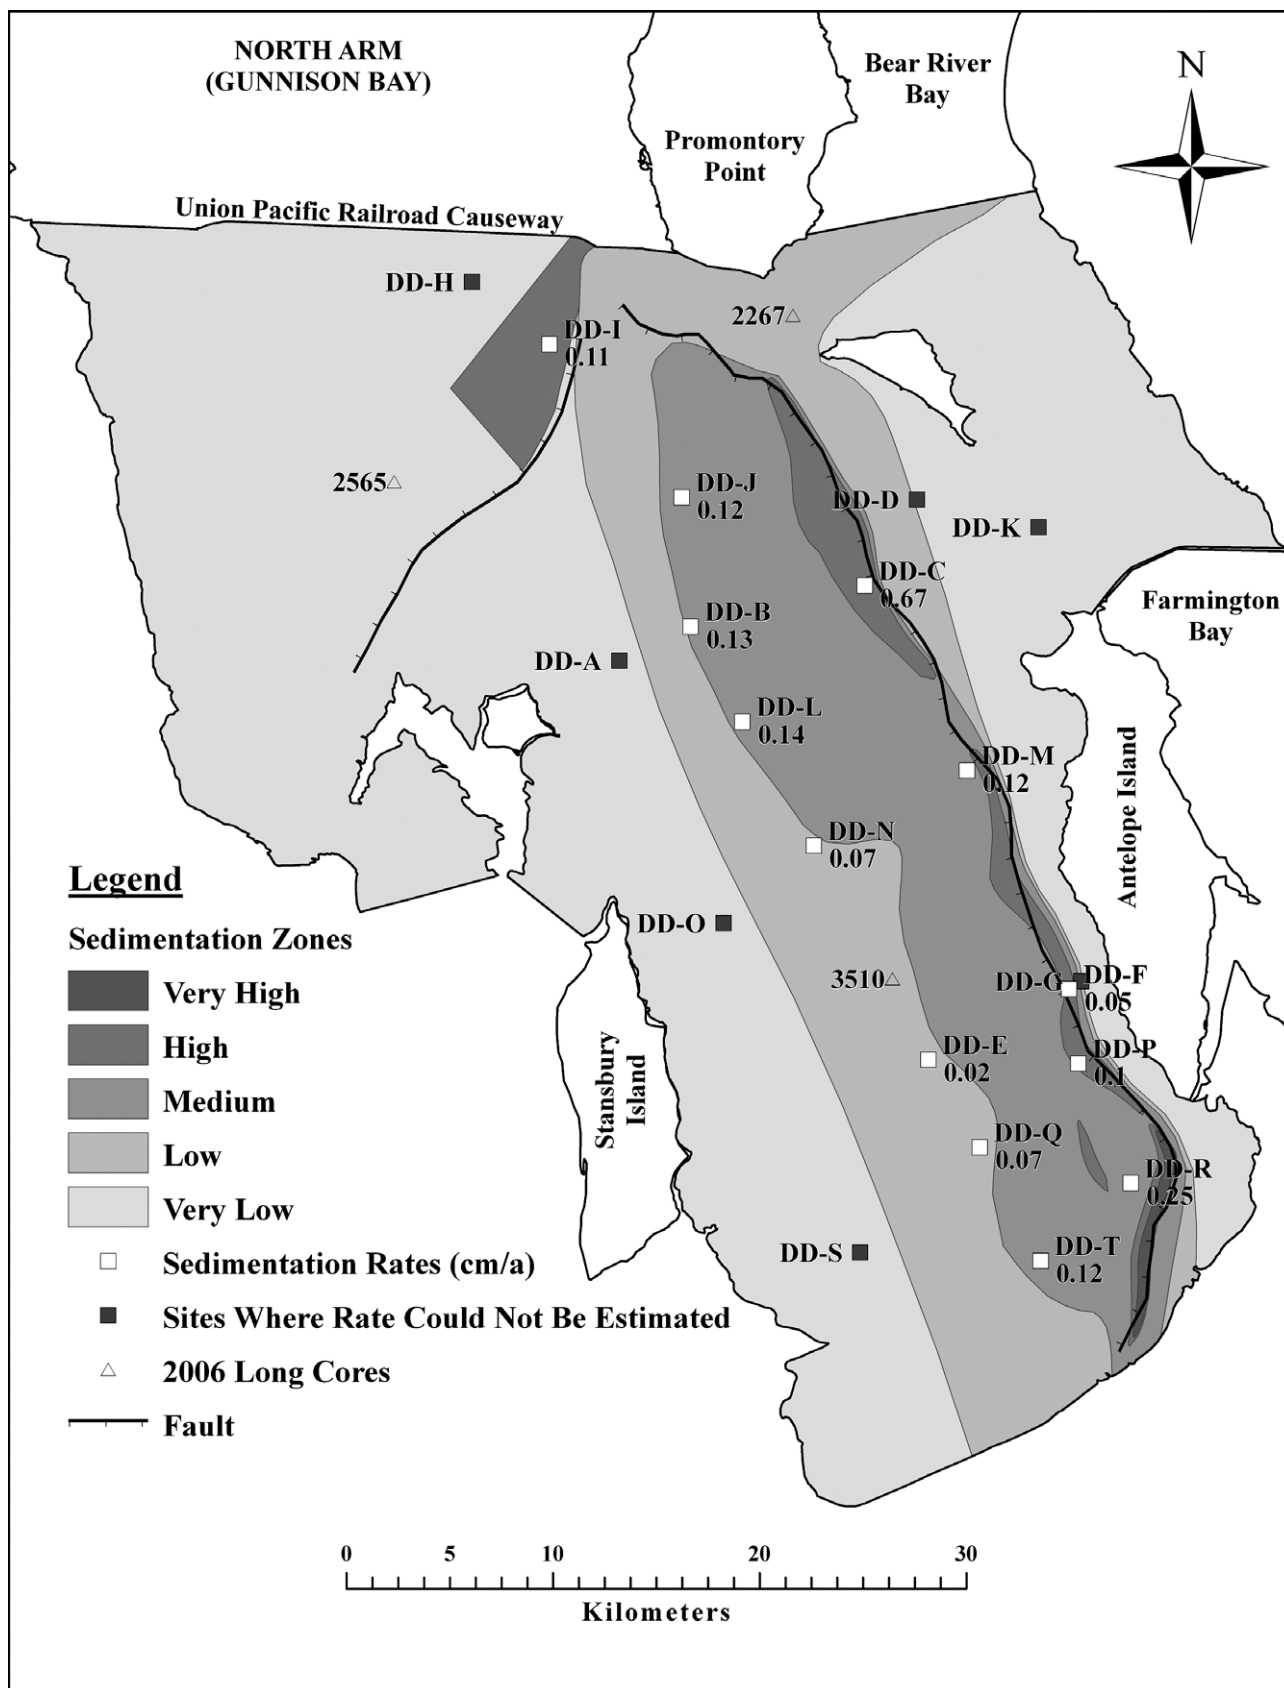 NORTH ARM
(GUNNISON BAY)
Bear River
Bay
N
Promontory
Point
Union Pacific Railroad Causeway
DD-H
2267
DD-I
0.11
2565
DD-J
0.12
DD-D
DD-K
DD-C
0.67
Farmington
Bay
DD-B
0.13
DD-A
DD-L
0.14
DD-M
0.12
Antelope Island
DD-N
0.07
DD-O
3510
DD-G
DD-F
0.05
DD-E
0.02
DD-P
0.1
Stansbury
Island
DD-Q
0.07
DD-R
0.25
DD-S
DD-T
0.12
Legend
Sedimentation Zones
Very High
High
Medium
Low
Very Low
Sedimentation Rates (cm/a)
Sites Where Rate Could Not Be Estimated
2006 Long Cores
Fault
0 5 10 20 30
Kilometers